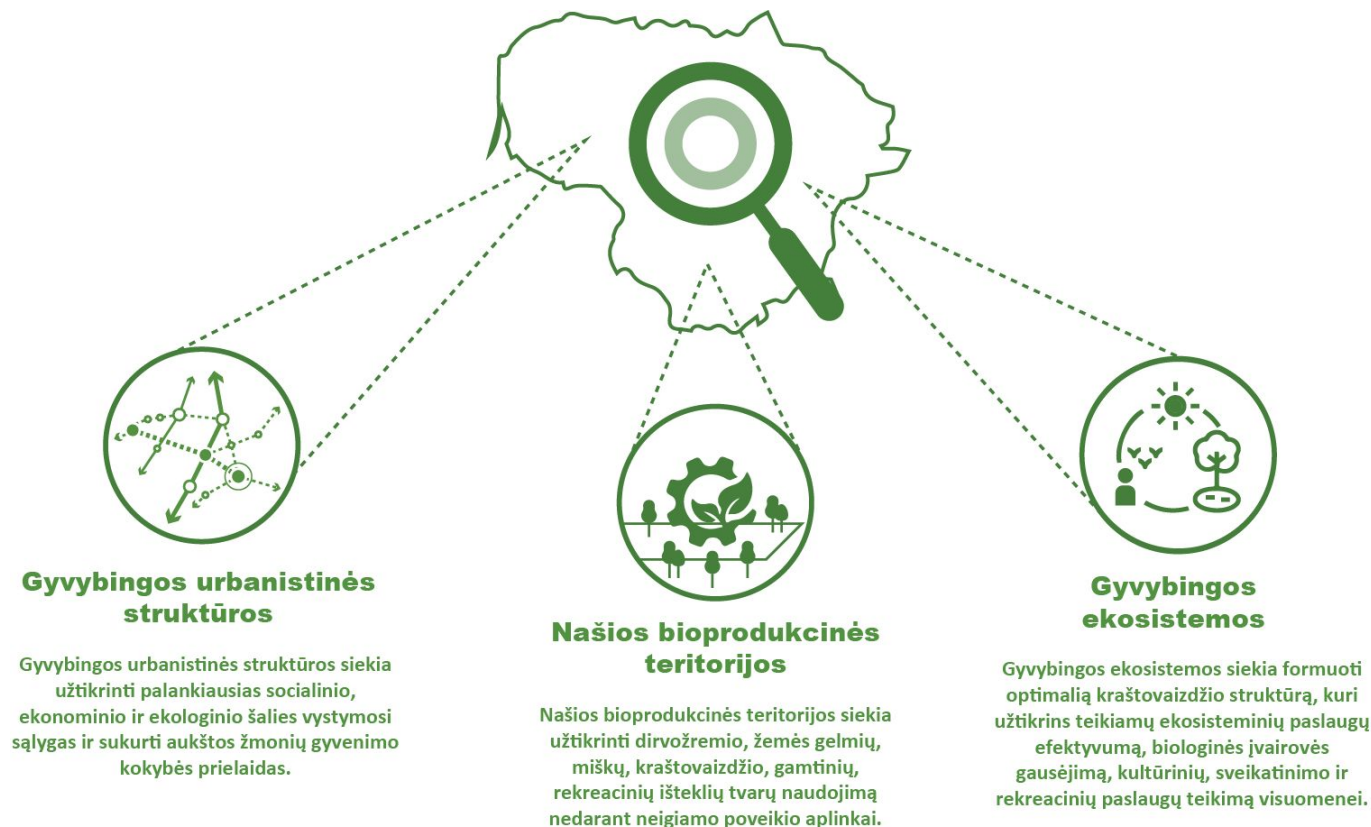 Gyvybingos urbanistinės
struktūros
Gyvybingos urbanistinės struktūros siekia
užtikrinti palankiausias socialinio,
ekonominio ir ekologinio šalies vystymosi
sąlygas ir sukurti aukštos žmonių gyvenimo
kokybės prielaidas.
Našios bioprodukcinės
teritorijos
Našios bioprodukcinės teritorijos siekia
užtikrinti dirvožremio, žemės gelmių,
miškų, kraštovaizdžio, gamtinių,
rekreacinių išteklių tvarų naudojimą
nedarant neigiamo poveikio aplinkai.
Gyvybingos
ekosistemos
Gyvybingos ekosistemos siekia formuoti
optimalią kraštovaizdžio struktūrą, kuri
užtikrins teikiamų ekosisteminių paslaugų
efektyvumą, biologinės įvairovės
gausėjimą, kultūrinių, sveikatinimo ir
rekreacinių paslaugų teikimą visuomenei.